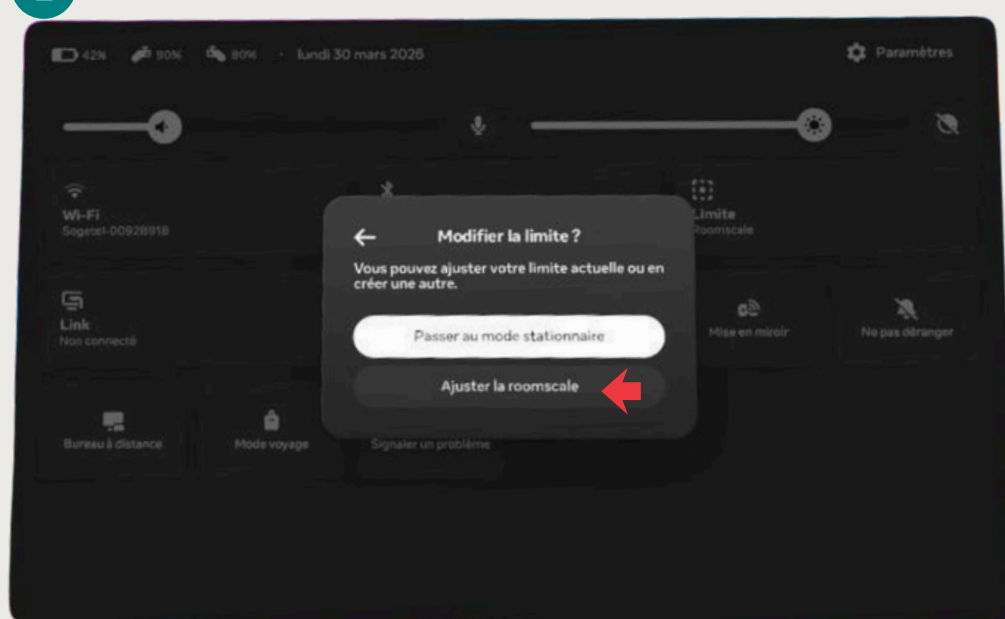 42% 90% 80% · lundi 30 mars 2026 Paramètres
Wi-Fi
Sogetel-0092B918
Limite
Roomscale
Modifier la limite ?
Vous pouvez ajuster votre limite actuelle ou en
créer une autre.
Passer au mode stationnaire
Ajuster la roomscale
Link
Non connecté
Mise en miroir
Ne pas déranger
Bureau à distance
Mode voyage
Signaler un problème